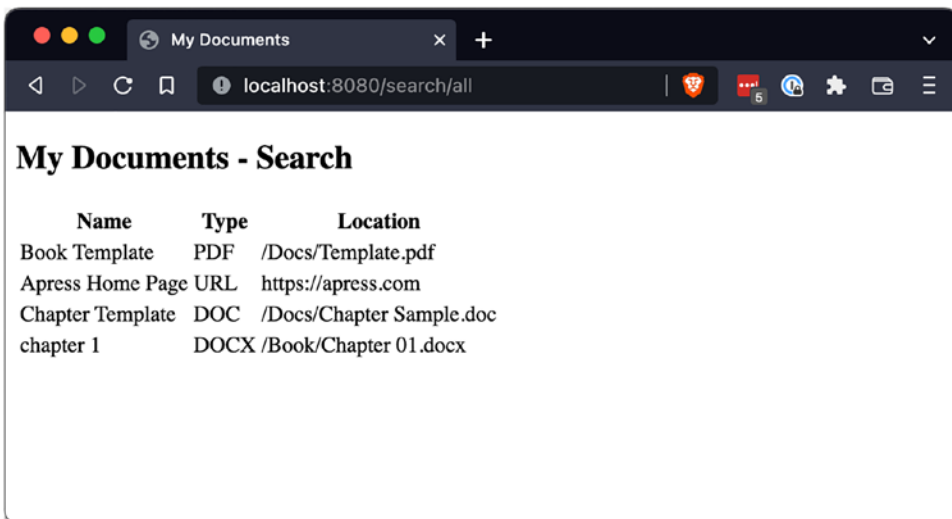 My Documents
localhost:8080/search/all
5
My Documents - Search
Name Type Location
Book Template PDF /Docs/Template.pdf
Apress Home Page URL https://apress.com
Chapter Template DOC /Docs/Chapter Sample.doc
chapter 1 DOCX /Book/Chapter 01.docx